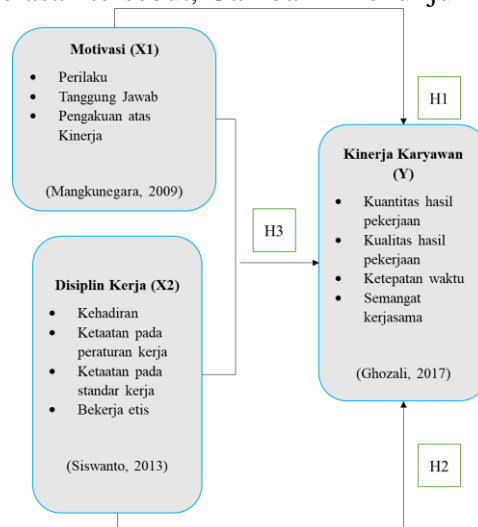 Motivasi (X1)
• Perilaku
• Tanggung Jawab
• Pengakuan atas
Kinerja
(Mangkunegara, 2009)
H1
Kinerja Karyawan
(Y)
• Kuantitas hasil
pekerjaan
• Kualitas hasil
pekerjaan
• Ketepatan waktu
• Semangat
kerjasama
(Ghozali, 2017)
H3
Disiplin Kerja (X2)
• Kehadiran
• Ketaatan pada
peraturan kerja
• Ketaatan pada
standar kerja
• Bekerja etis
(Siswanto, 2013)
H2